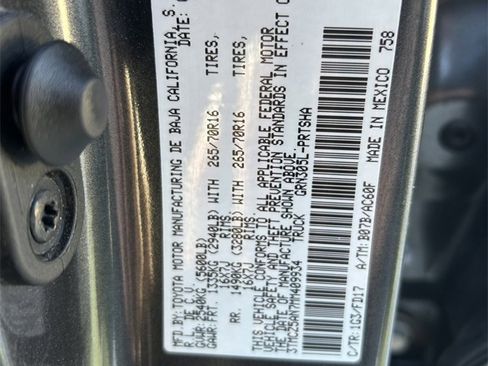 MFD.BY: TOYOTA MOTOR MANUFACTURING DE BAJA CALIFORNIA, S.
DATE:
GVWR: 2540KG (5600LB)
GAWR: FRT. 1335KG (2940LB) WITH 265/70R16 TIRES,
16X7J RIMS,
RR. 1490KG (3280LB) WITH 265/70R16 TIRES,
16X7J RIMS,
THIS VEHICLE CONFORMS TO ALL APPLICABLE FEDERAL MOTOR
VEHICLE SAFETY AND THEFT PREVENTION STANDARDS IN EFFECT O
THE DATE OF MANUFACTURE SHOWN ABOVE.
3TMCZ5AN7MM409934 TRUCK GRN305L-PRTSHA
C/TR: 1G3/FD17 A/TM: B07B/AC60F MADE IN MEXICO 758